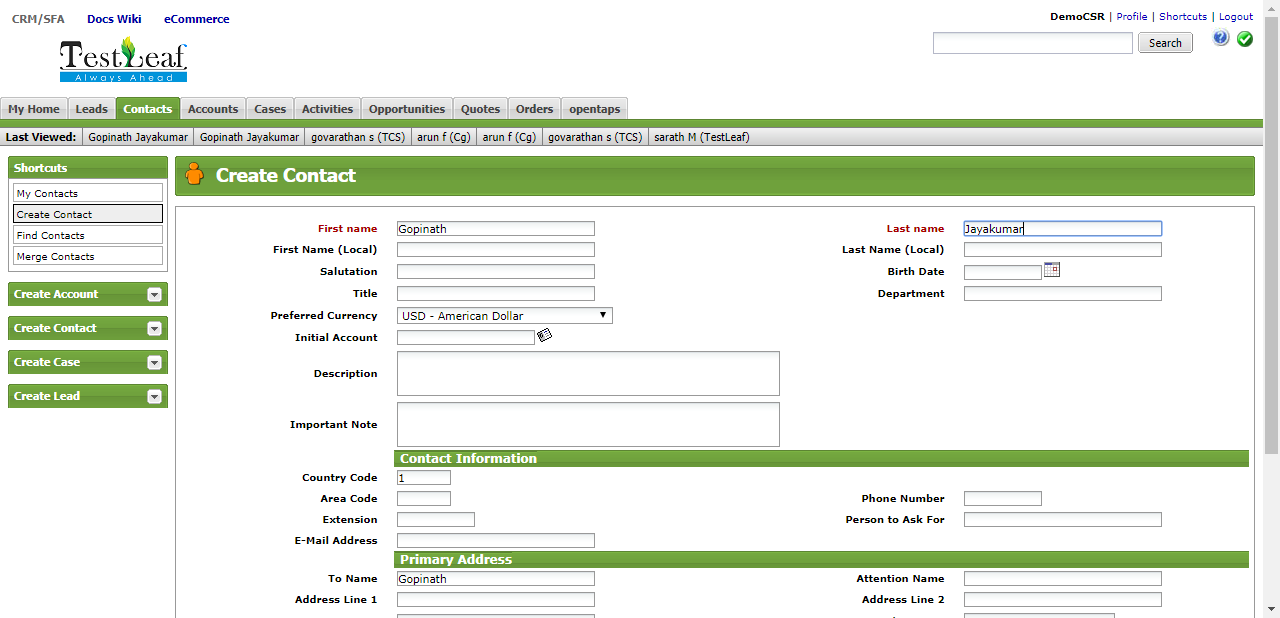 CRM/SFA Docs Wiki eCommerce
DemoCSR | Profile | Shortcuts | Logout
TestLeaf
Always Ahead
Search
My Home Leads Contacts Accounts Cases Activities Opportunities Quotes Orders opentaps
Last Viewed: Gopinath Jayakumar Gopinath Jayakumar govarathan s (TCS) arun f (Cg) arun f (Cg) govarathan s (TCS) sarath M (TestLeaf)
Shortcuts
My Contacts
Create Contact
Find Contacts
Merge Contacts
Create Account
Create Contact
Create Case
Create Lead
Create Contact
First name Gopinath Last name Jayakumar
First Name (Local) Last Name (Local)
Salutation Birth Date
Title Department
Preferred Currency USD - American Dollar
Initial Account
Description
Important Note
Contact Information
Country Code 1
Area Code Phone Number
Extension Person to Ask For
E-Mail Address
Primary Address
To Name Gopinath Attention Name
Address Line 1 Address Line 2